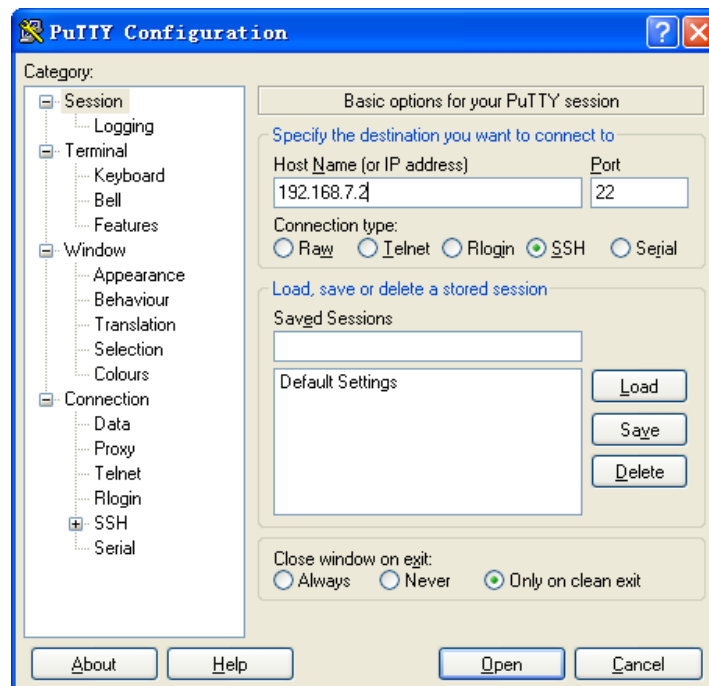 PuTTY Configuration
Category:
Session
Logging
Terminal
Keyboard
Bell
Features
Window
Appearance
Behaviour
Translation
Selection
Colours
Connection
Data
Proxy
Telnet
Rlogin
SSH
Serial
Basic options for your PuTTY session
Specify the destination you want to connect to
Host Name (or IP address) Port
192.168.7.2 22
Connection type:
Raw Telnet Rlogin SSH Serial
Load, save or delete a stored session
Saved Sessions
Default Settings
Load
Save
Delete
Close window on exit:
Always Never Only on clean exit
About Help Open Cancel